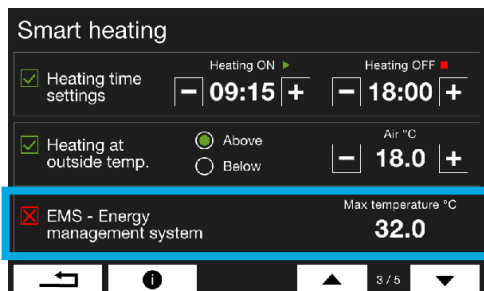 Smart heating
Heating ON
Heating OFF
Heating time
settings
− 09:15 +
− 18:00 +
Heating at
outside temp.
Above
Below
Air °C
− 18.0 +
EMS - Energy
management system
Max temperature °C
32.0
i
3/5